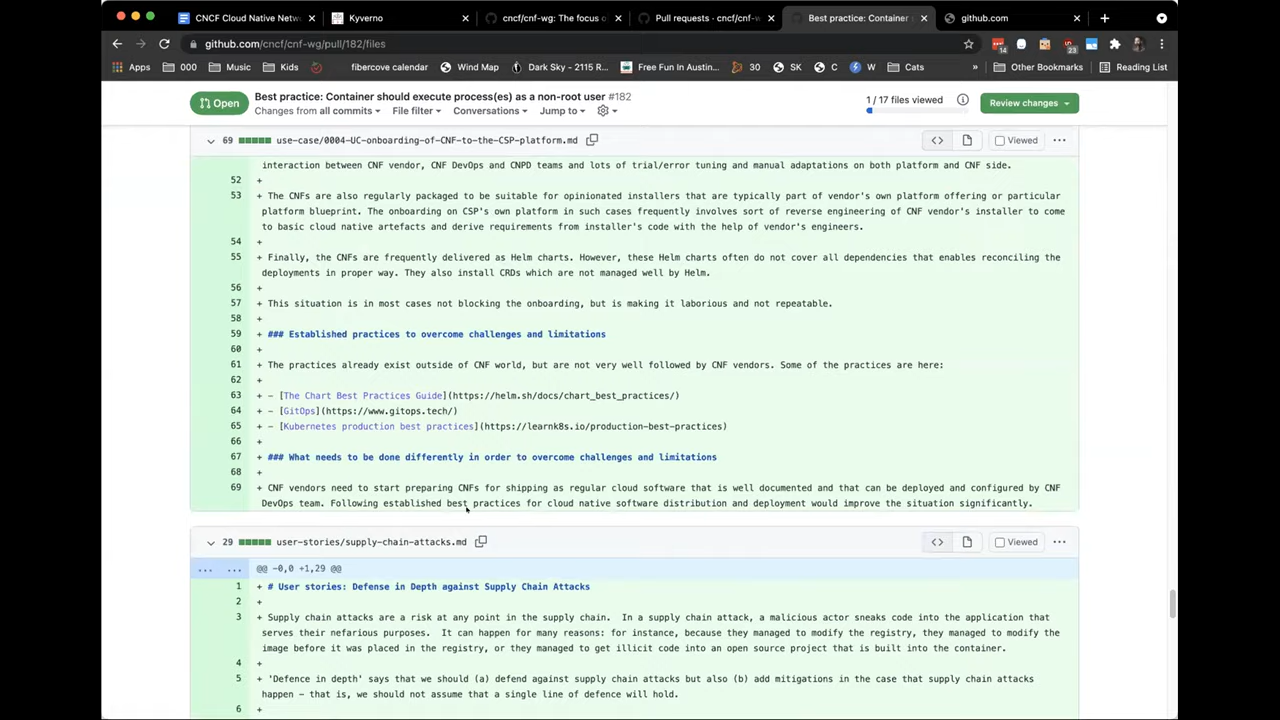 CNCF Cloud Native Netw
Kyverno
cncf/cnf-wg: The focus o
Pull requests · cncf/cnf-w
Best practice: Container
github.com
github.com/cncf/cnf-wg/pull/182/files
14
23
Apps
000
Music
Kids
fibercove calendar
Wind Map
Dark Sky - 2115 R...
Free Fun In Austin...
30
SK
C
W
Cats
Other Bookmarks
Reading List
Open
Best practice: Container should execute process(es) as a non-root user #182
Changes from all commits
File filter
Conversations
Jump to
1 / 17 files viewed
Review changes
69 use-case/0004-UC-onboarding-of-CNF-to-the-CSP-platform.md
Viewed
interaction between CNF vendor, CNF DevOps and CNPD teams and lots of trial/error tuning and manual adaptations on both platform and CNF side.
52 +
53 + The CNFs are also regularly packaged to be suitable for opinionated installers that are typically part of vendor's own platform offering or particular
platform blueprint. The onboarding on CSP's own platform in such cases frequently involves sort of reverse engineering of CNF vendor's installer to come
to basic cloud native artefacts and derive requirements from installer's code with the help of vendor's engineers.
54 +
55 + Finally, the CNFs are frequently delivered as Helm charts. However, these Helm charts often do not cover all dependencies that enables reconciling the
deployments in proper way. They also install CRDs which are not managed well by Helm.
56 +
57 + This situation is in most cases not blocking the onboarding, but is making it laborious and not repeatable.
58 +
59 + ### Established practices to overcome challenges and limitations
60 +
61 + The practices already exist outside of CNF world, but are not very well followed by CNF vendors. Some of the practices are here:
62 +
63 + - [The Chart Best Practices Guide](https://helm.sh/docs/chart_best_practices/)
64 + - [GitOps](https://www.gitops.tech/)
65 + - [Kubernetes production best practices](https://learnk8s.io/production-best-practices)
66 +
67 + ### What needs to be done differently in order to overcome challenges and limitations
68 +
69 + CNF vendors need to start preparing CNFs for shipping as regular cloud software that is well documented and that can be deployed and configured by CNF
DevOps team. Following established best practices for cloud native software distribution and deployment would improve the situation significantly.
29 user-stories/supply-chain-attacks.md
Viewed
@@ -0,0 +1,29 @@
1 + # User stories: Defense in Depth against Supply Chain Attacks
2 +
3 + Supply chain attacks are a risk at any point in the supply chain. In a supply chain attack, a malicious actor sneaks code into the application that
serves their nefarious purposes. It can happen for many reasons: for instance, because they managed to modify the registry, they managed to modify the
image before it was placed in the registry, or they managed to get illicit code into an open source project that is built into the container.
4 +
5 + 'Defence in depth' says that we should (a) defend against supply chain attacks but also (b) add mitigations in the case that supply chain attacks
happen – that is, we should not assume that a single line of defence will hold.
6 +